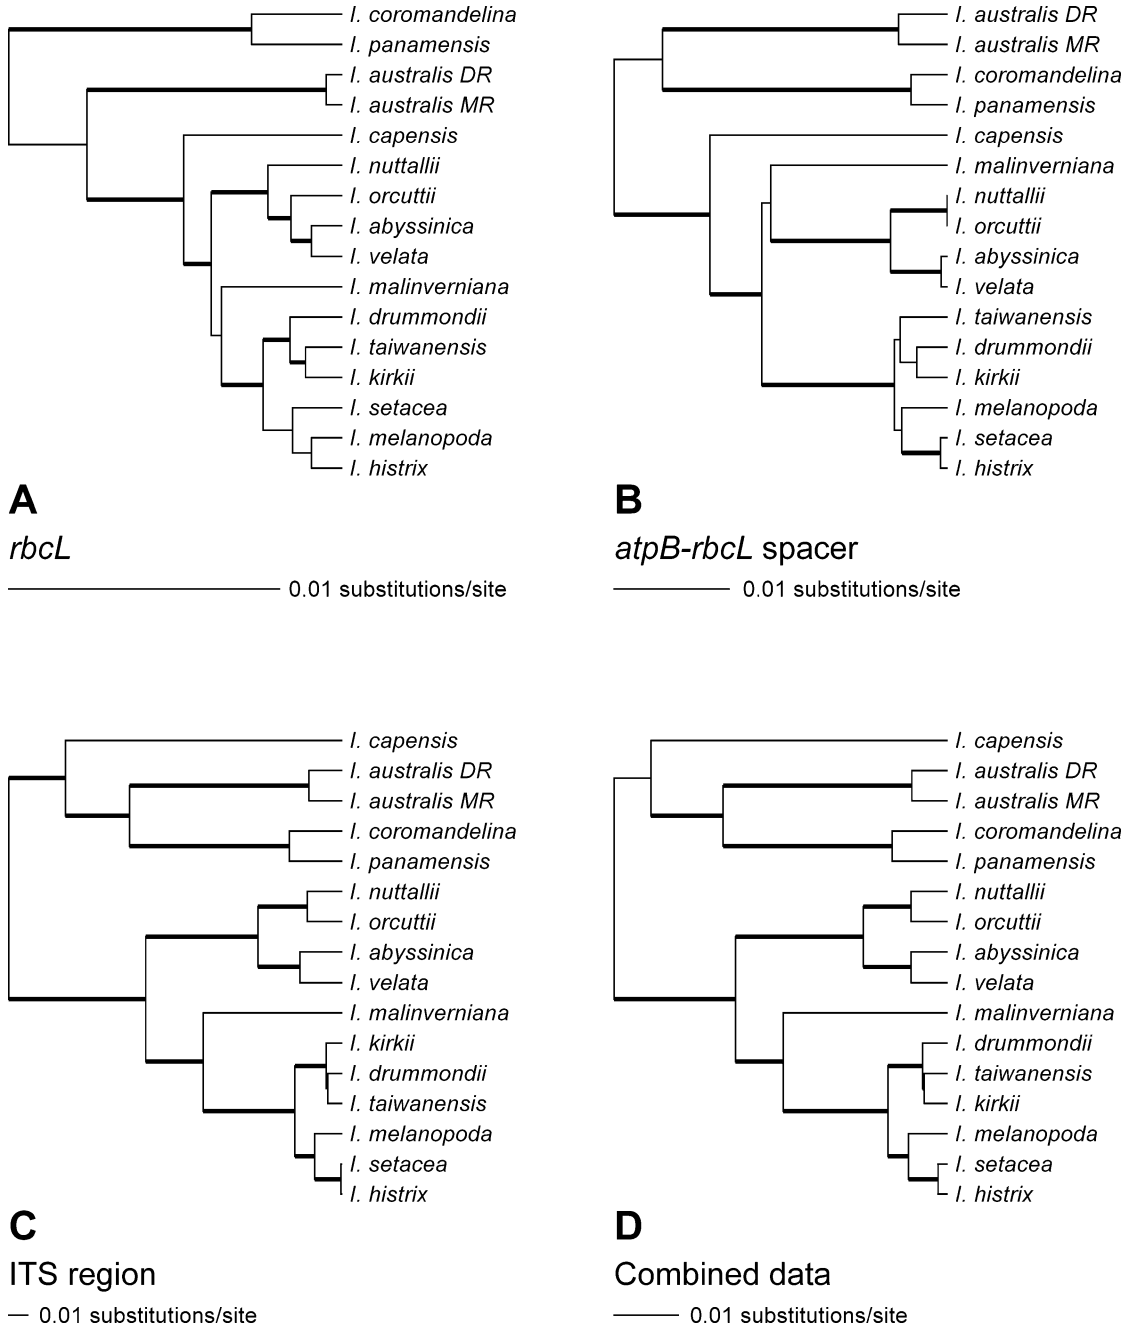 I. coromandelina
I. panamensis
I. australis DR
I. australis MR
I. capensis
I. nuttallii
I. orcuttii
I. abyssinica
I. velata
I. malinverniana
I. drummondii
I. taiwanensis
I. kirkii
I. setacea
I. melanopoda
I. histrix
A
rbcL
0.01 substitutions/site
I. australis DR
I. australis MR
I. coromandelina
I. panamensis
I. capensis
I. malinverniana
I. nuttallii
I. orcuttii
I. abyssinica
I. velata
I. taiwanensis
I. drummondii
I. kirkii
I. melanopoda
I. setacea
I. histrix
B
atpB-rbcL spacer
0.01 substitutions/site
I. capensis
I. australis DR
I. australis MR
I. coromandelina
I. panamensis
I. nuttallii
I. orcuttii
I. abyssinica
I. velata
I. malinverniana
I. kirkii
I. drummondii
I. taiwanensis
I. melanopoda
I. setacea
I. histrix
C
ITS region
0.01 substitutions/site
I. capensis
I. australis DR
I. australis MR
I. coromandelina
I. panamensis
I. nuttallii
I. orcuttii
I. abyssinica
I. velata
I. malinverniana
I. drummondii
I. taiwanensis
I. kirkii
I. melanopoda
I. setacea
I. histrix
D
Combined data
0.01 substitutions/site